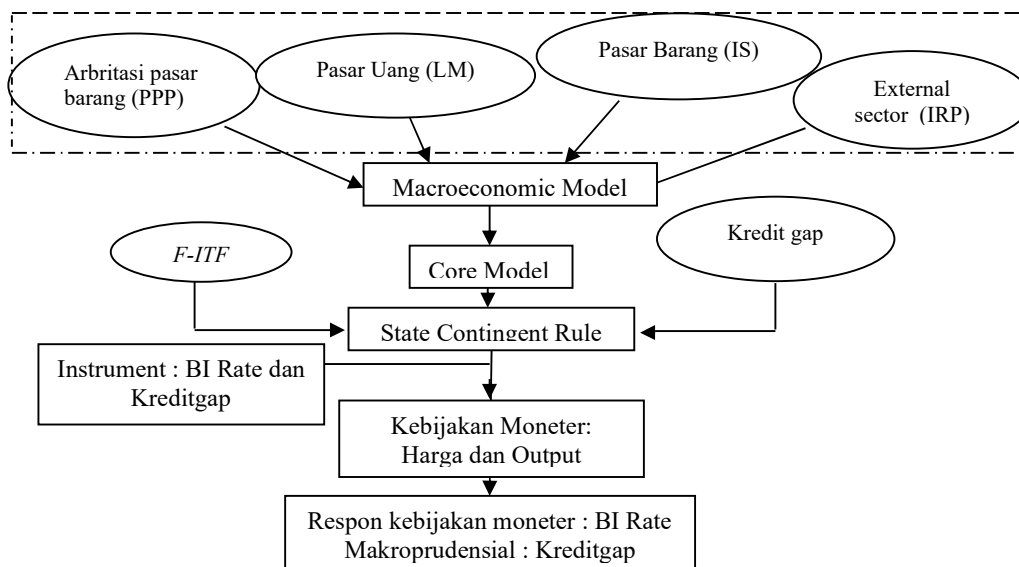 Arbritasi pasar
barang (PPP)
Pasar Uang (LM)
Pasar Barang (IS)
External
sector (IRP)
Macroeconomic Model
F-ITF
Core Model
Kredit gap
State Contingent Rule
Instrument : BI Rate dan
Kreditgap
Kebijakan Moneter:
Harga dan Output
Respon kebijakan moneter : BI Rate
Makroprudensial : Kreditgap